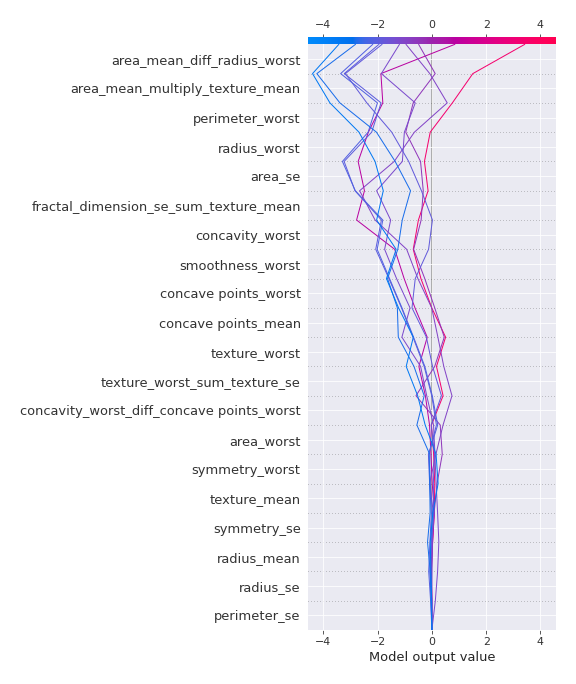 −4 −2 0 2 4
area_mean_diff_radius_worst
area_mean_multiply_texture_mean
perimeter_worst
radius_worst
area_se
fractal_dimension_se_sum_texture_mean
concavity_worst
smoothness_worst
concave points_worst
concave points_mean
texture_worst
texture_worst_sum_texture_se
concavity_worst_diff_concave points_worst
area_worst
symmetry_worst
texture_mean
symmetry_se
radius_mean
radius_se
perimeter_se
−4 −2 0 2 4
Model output value